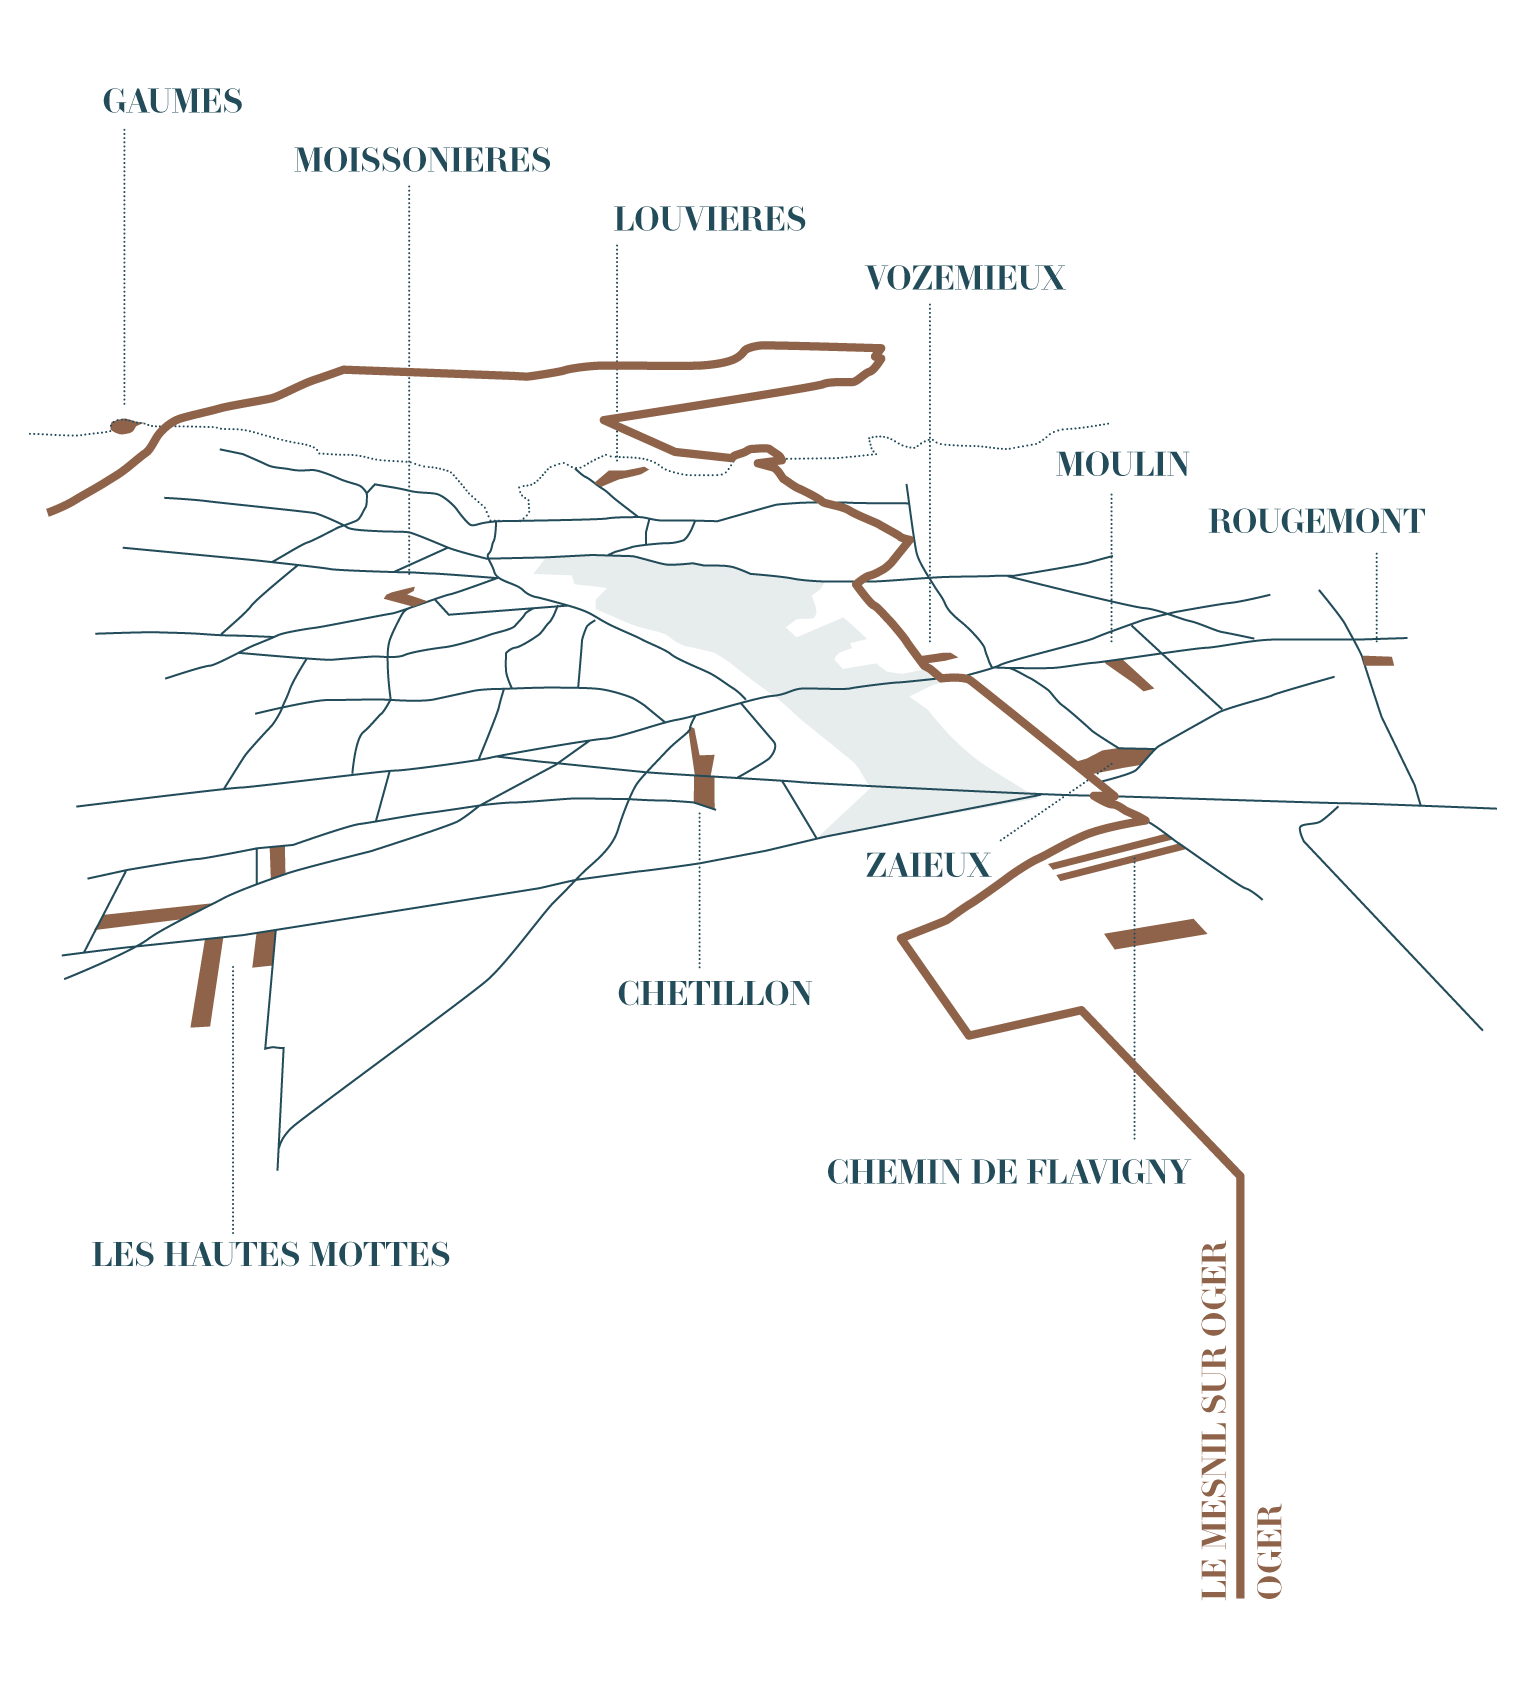 GAUMES
MOISSONIERES
LOUVIERES
VOZEMIEUX
MOULIN
ROUGEMONT
ZAIEUX
CHETILLON
CHEMIN DE FLAVIGNY
LES HAUTES MOTTES
LE MESNIL SUR OGER
OGER